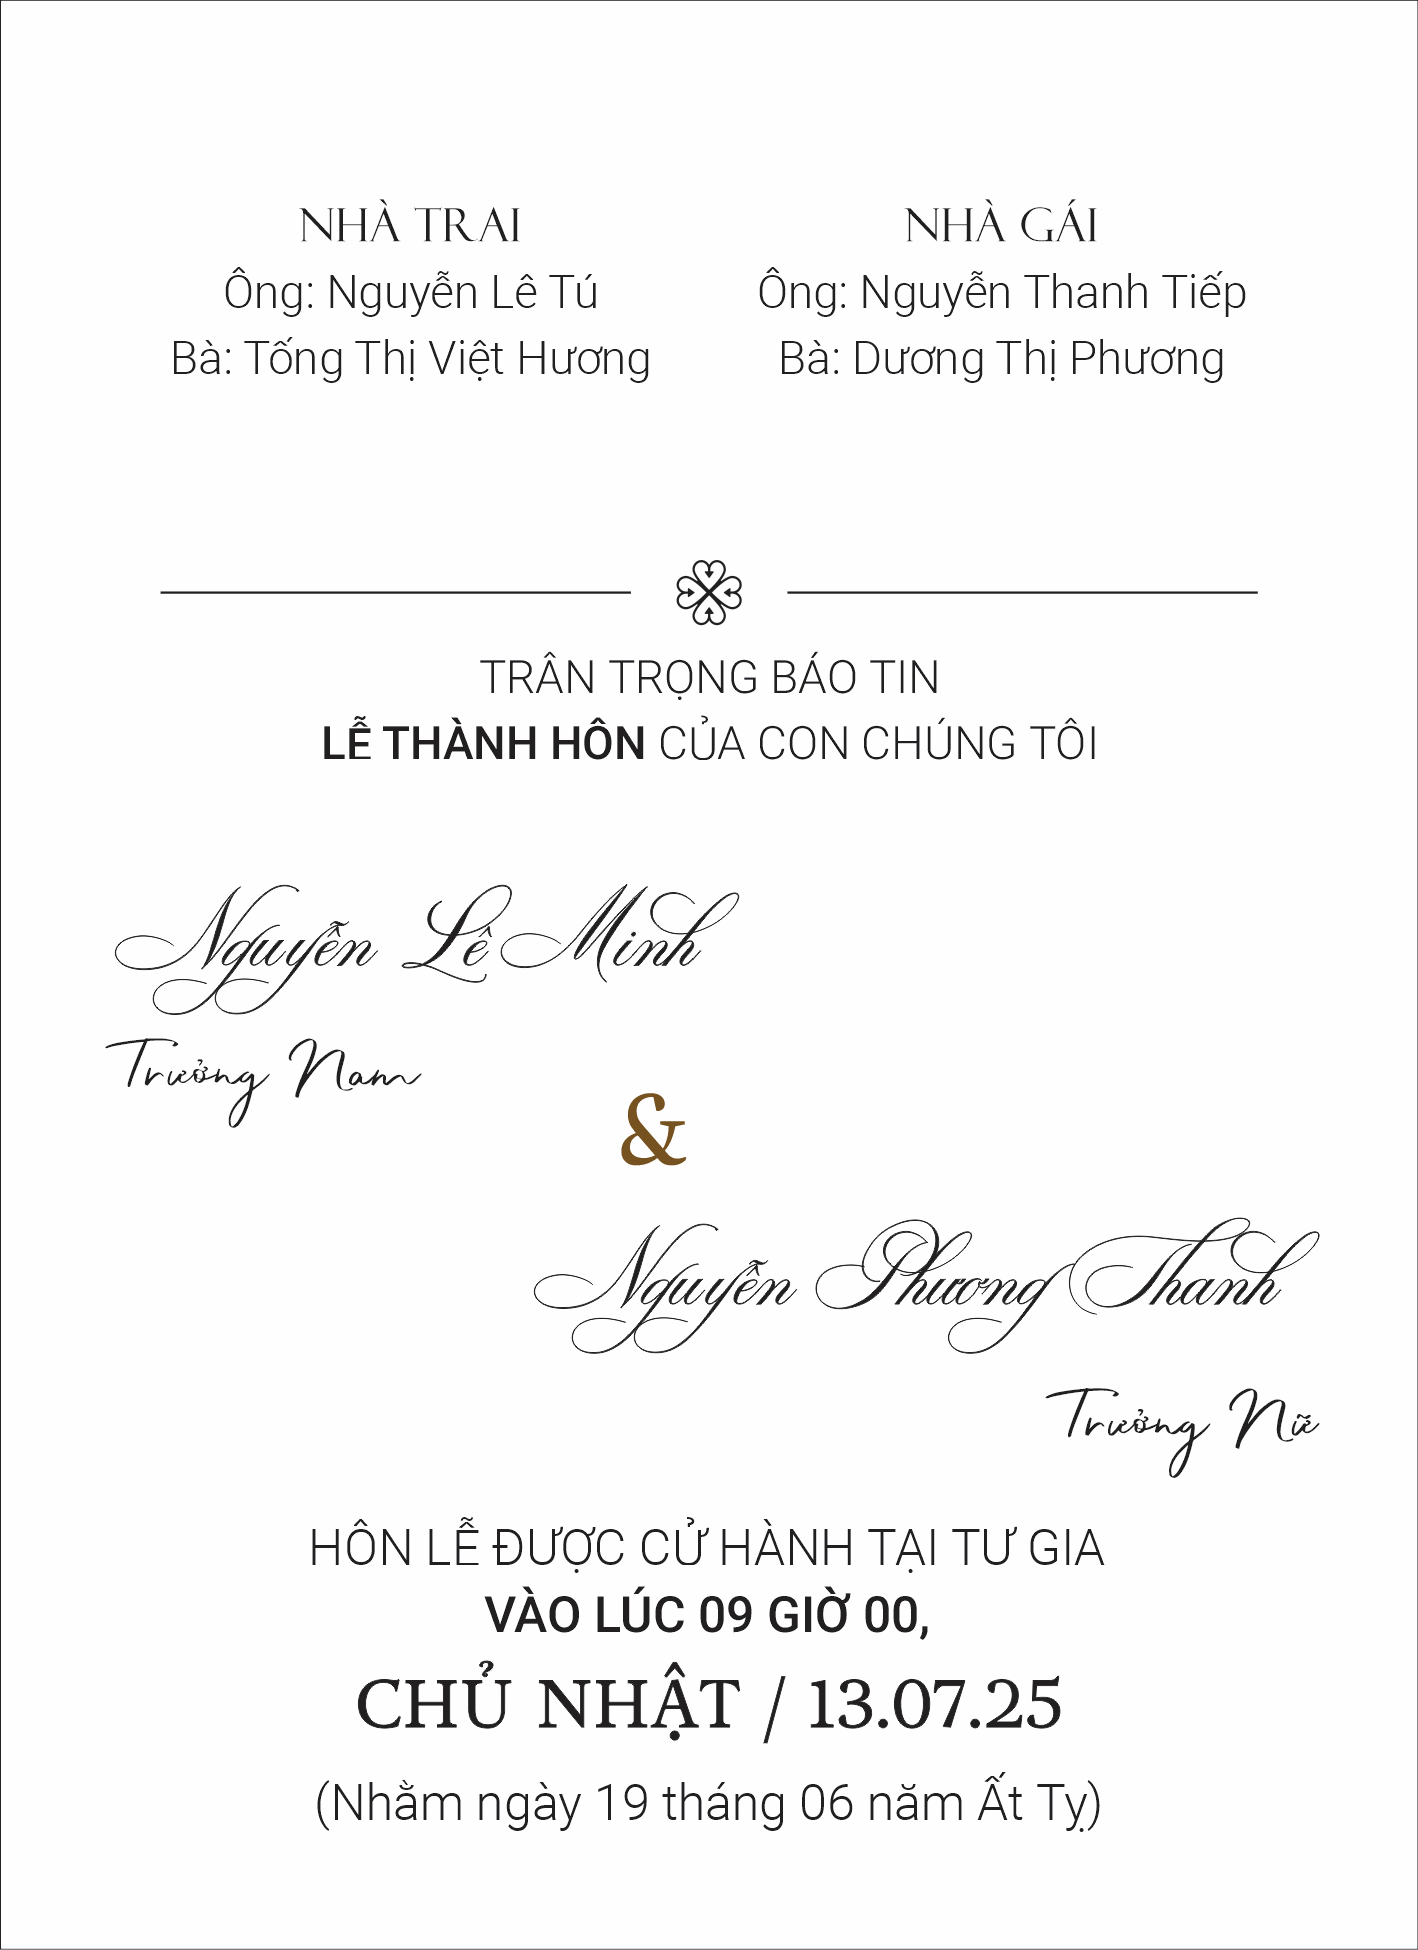 NHÀ TRAI
Ông: Nguyễn Lê Tú
Bà: Tống Thị Việt Hương
NHÀ GÁI
Ông: Nguyễn Thanh Tiếp
Bà: Dương Thị Phương
TRÂN TRỌNG BÁO TIN
LỄ THÀNH HÔN CỦA CON CHÚNG TÔI
Nguyễn Lê Minh
Trưởng Nam
&
Nguyễn Phương Thanh
Trưởng Nữ
HÔN LỄ ĐƯỢC CỬ HÀNH TẠI TƯ GIA
VÀO LÚC 09 GIỜ 00,
CHỦ NHẬT / 13.07.25
(Nhằm ngày 19 tháng 06 năm Ất Tỵ)